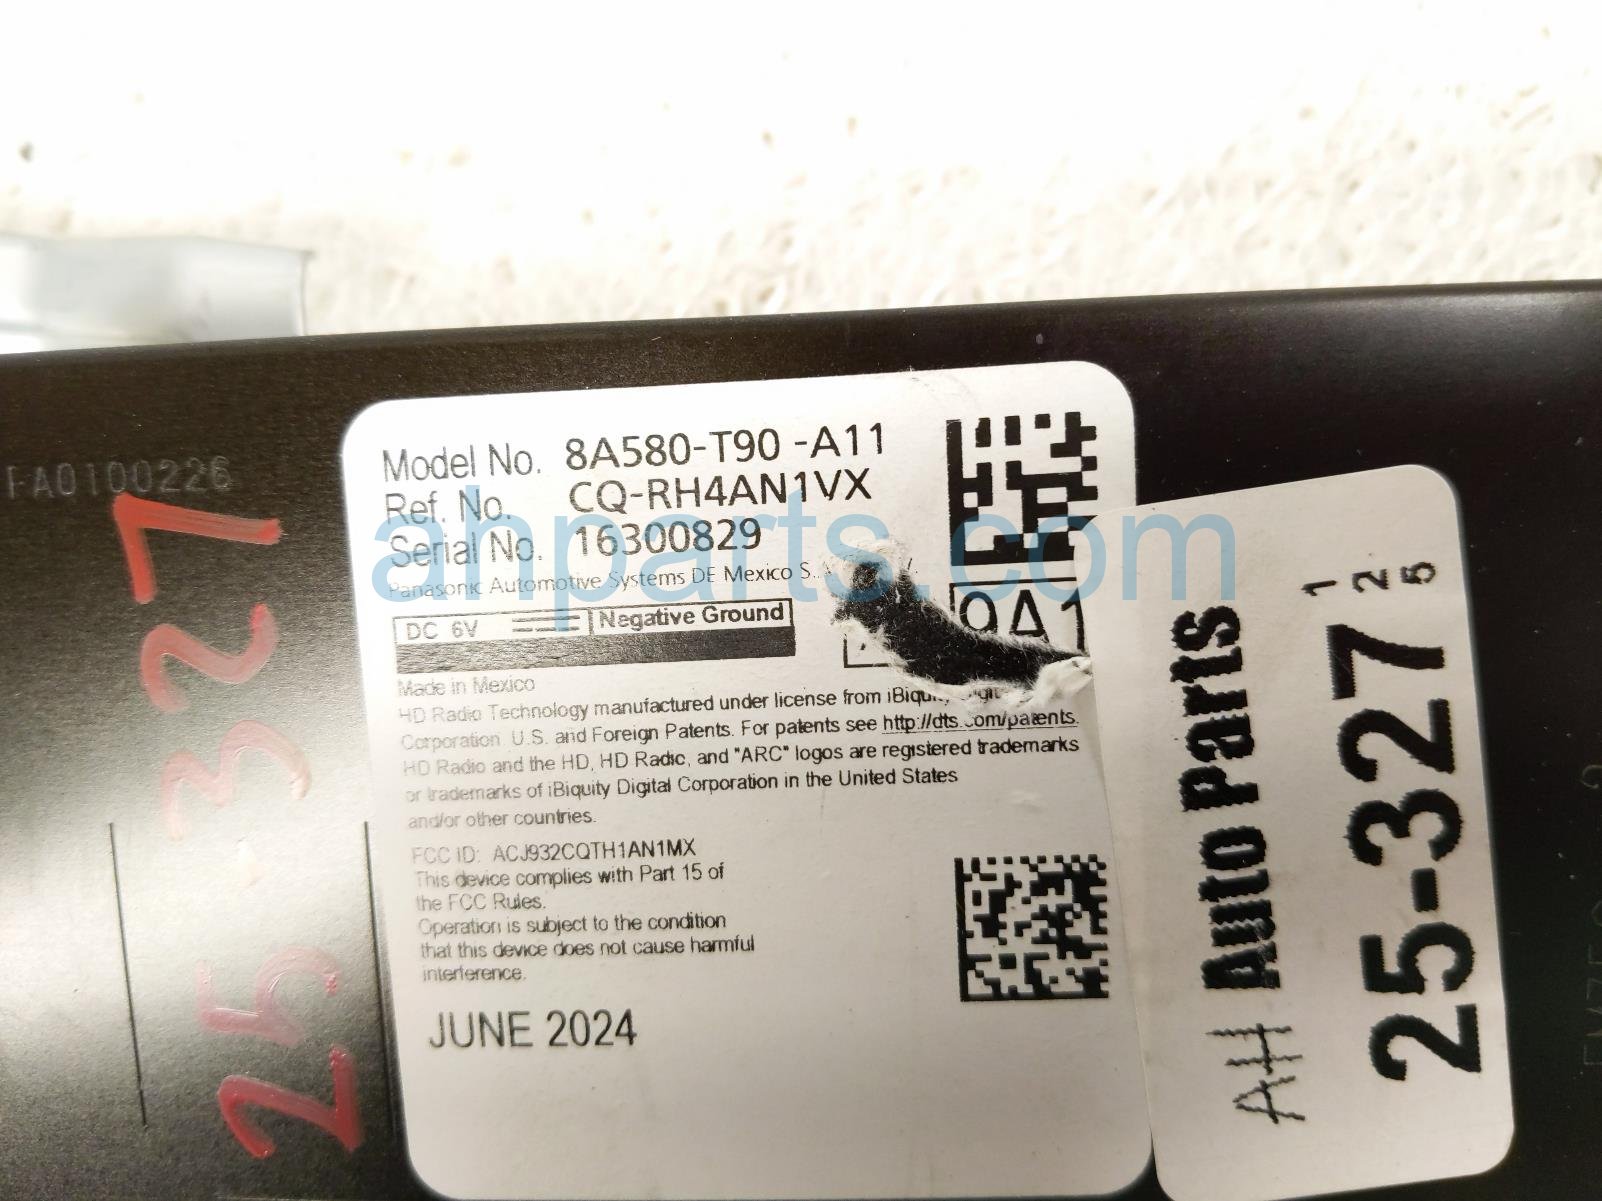 FA0100226
25-327
Model No. 8A580-T90 -A11
Ref. No. CQ-RH4AN1VX
Serial No. 16300829
Panasonic Automotive Systems DE Mexico S.
DC 6V Negative Ground
9A1
Made in Mexico
HD Radio Technology manufactured under license from iBiquity Digit
Corporation. U.S. and Foreign Patents. For patents see http://dts.com/patents.
HD Radio and the HD, HD Radio, and "ARC" logos are registered trademarks
or trademarks of iBiquity Digital Corporation in the United States
and/or other countries.
FCC ID: ACJ932CQTH1AN1MX
This device complies with Part 15 of
the FCC Rules.
Operation is subject to the condition
that this device does not cause harmful
interference.
JUNE 2024
AH Auto Parts
25-327
1
2
5
ahparts.com